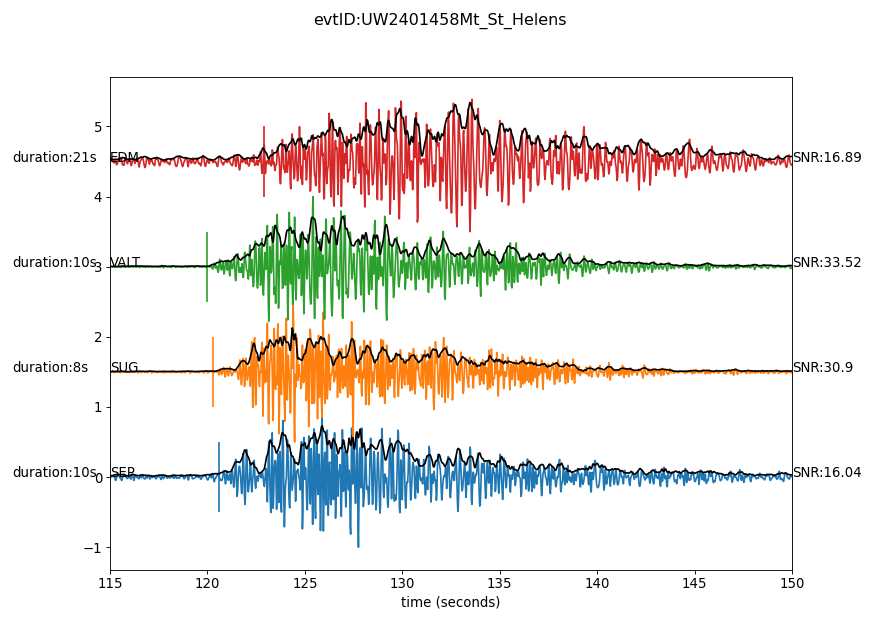 evtID:UW2401458Mt_St_Helens
5
duration:21s EDM SNR:16.89
4
duration:10s 3 VALT SNR:33.52
2
duration:8s SUG SNR:30.9
1
duration:10s 0 SEP SNR:16.04
−1
115 120 125 130 135 140 145 150
time (seconds)